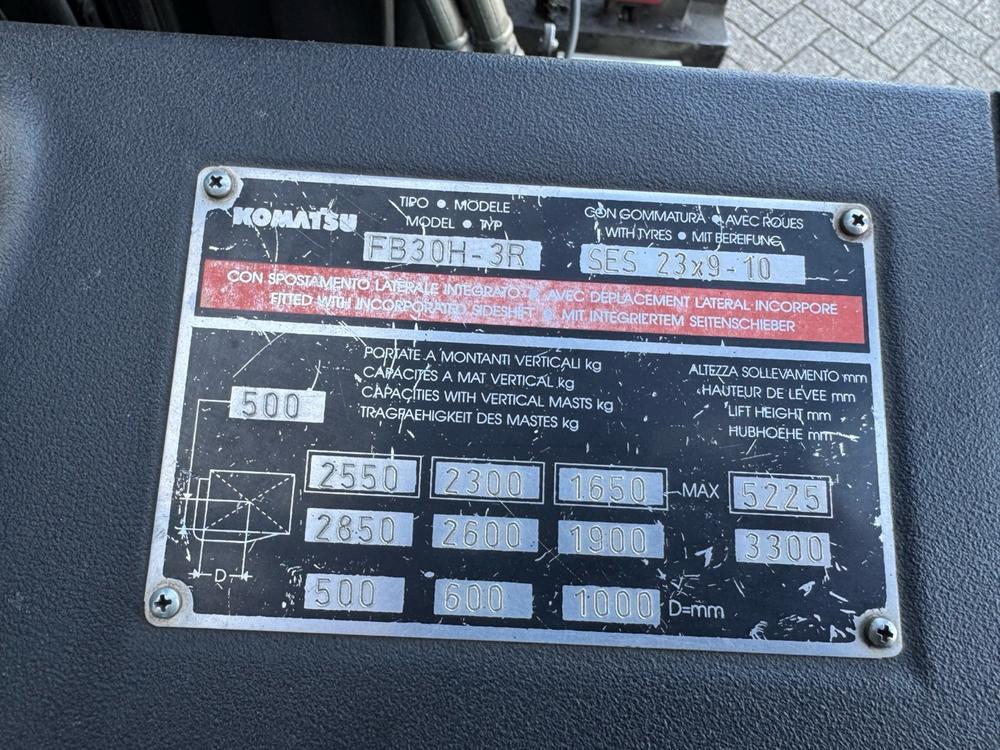 KOMATSU
TIPO • MODELE
MODEL • TYP
FB30H-3R
CON GOMMATURA • AVEC ROUES
WITH TYRES • MIT BEREIFUNG
SES 23x9-10
CON SPOSTAMENTO LATERALE INTEGRATO • AVEC DEPLACEMENT LATERAL INCORPORE
FITTED WITH INCORPORATED SIDESHIFT • MIT INTEGRIERTEM SEITENSCHIEBER
PORTATE A MONTANTI VERTICALI kg
CAPACITES A MAT VERTICAL kg
CAPACITIES WITH VERTICAL MASTS kg
TRAGFAEHIGKEIT DES MASTES kg
ALTEZZA SOLLEVAMENTO mm
HAUTEUR DE LEVEE mm
LIFT HEIGHT mm
HUBHOEHE mm
500
2550 2300 1650 MAX 5225
2850 2600 1900 3300
D
500 600 1000 D=mm